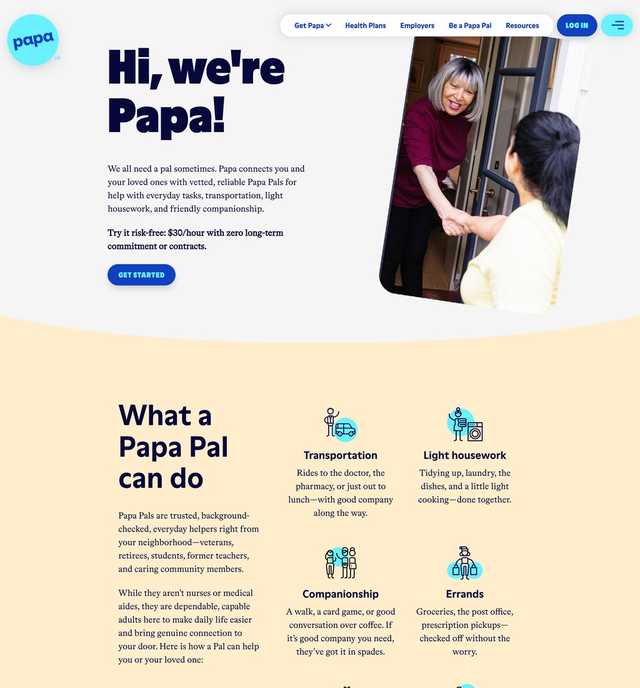 papa
Get Papa
Health Plans
Employers
Be a Papa Pal
Resources
LOG IN
Hi, we're
Papa!
We all need a pal sometimes. Papa connects you and
your loved ones with vetted, reliable Papa Pals for
help with everyday tasks, transportation, light
housework, and friendly companionship.
Try it risk-free: $30/hour with zero long-term
commitment or contracts.
GET STARTED
What a
Papa Pal
can do
Papa Pals are trusted, background-
checked, everyday helpers right from
your neighborhood—veterans,
retirees, students, former teachers,
and caring community members.
While they aren't nurses or medical
aides, they are dependable, capable
adults here to make daily life easier
and bring genuine connection to
your door. Here is how a Pal can help
you or your loved one:
Transportation
Rides to the doctor, the
pharmacy, or just out to
lunch—with good company
along the way.
Light housework
Tidying up, laundry, the
dishes, and a little light
cooking—done together.
Companionship
A walk, a card game, or good
conversation over coffee. If
it's good company you need,
they've got it in spades.
Errands
Groceries, the post office,
prescription pickups—
checked off without the
worry.